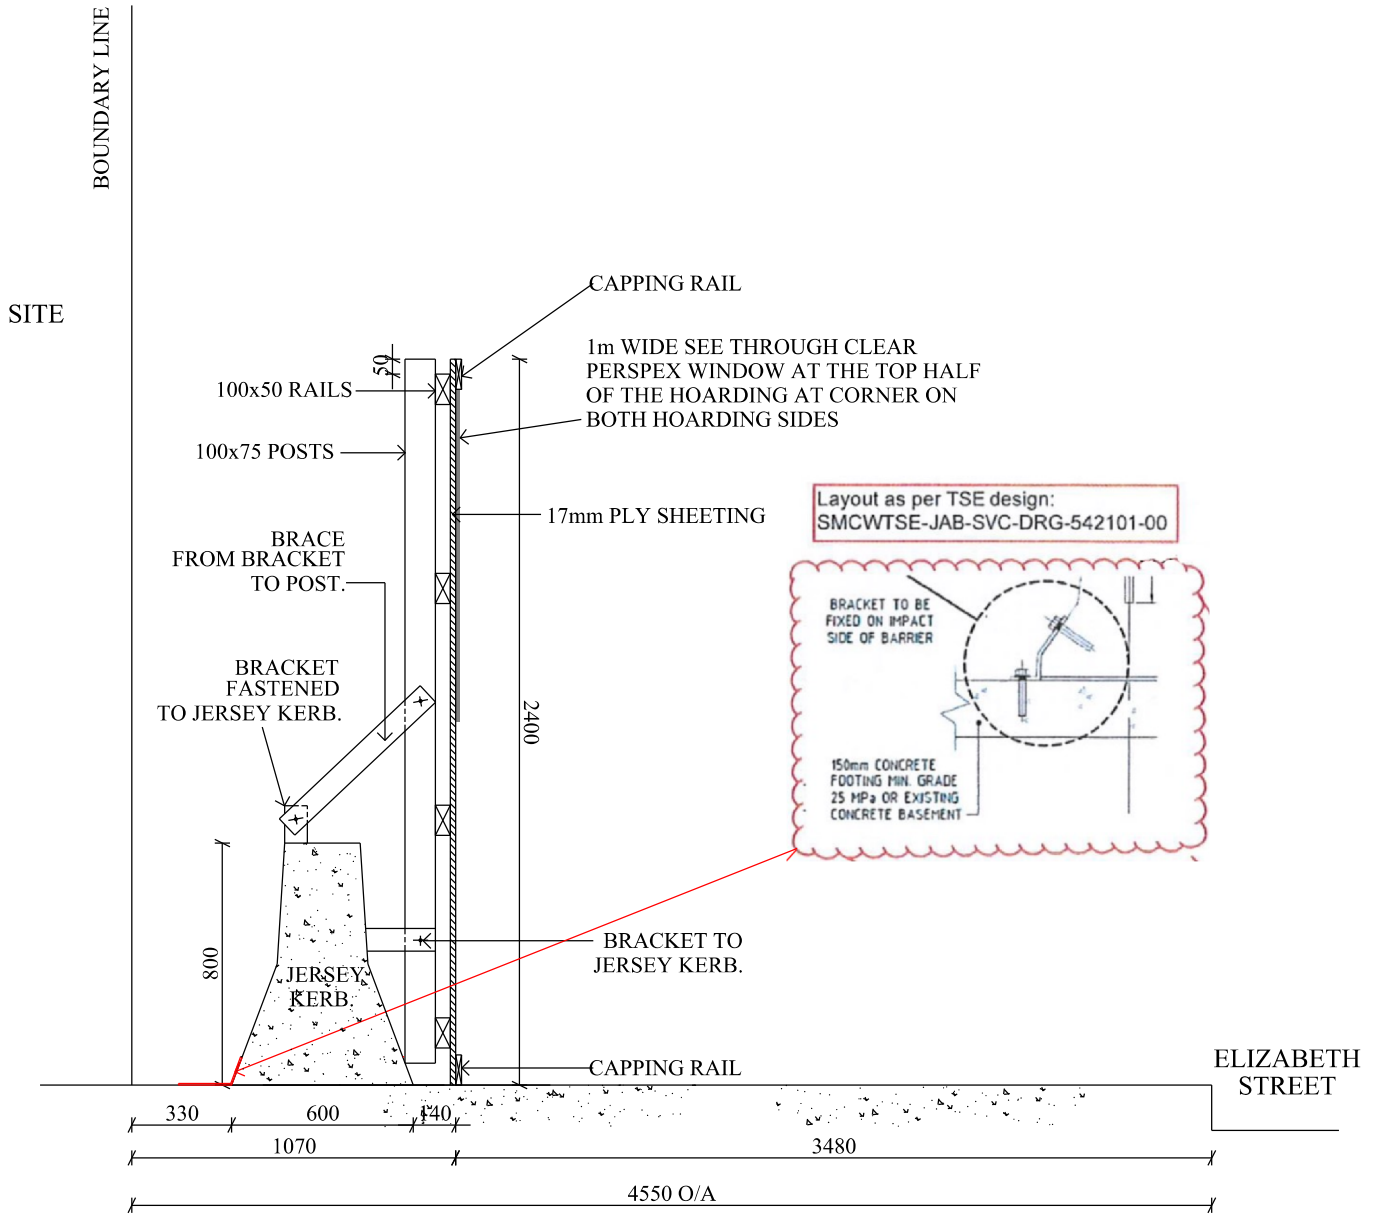 BOUNDARY LINE
SITE
CAPPING RAIL
50
1m WIDE SEE THROUGH CLEAR
PERSPEX WINDOW AT THE TOP HALF
OF THE HOARDING AT CORNER ON
BOTH HOARDING SIDES
100x50 RAILS
100x75 POSTS
17mm PLY SHEETING
Layout as per TSE design:
SMCWTSE-JAB-SVC-DRG-542101-00
BRACE
FROM BRACKET
TO POST.
BRACKET TO BE
FIXED ON IMPACT
SIDE OF BARRIER
BRACKET
FASTENED
TO JERSEY KERB.
2400
150mm CONCRETE
FOOTING MIN. GRADE
25 MPa OR EXISTING
CONCRETE BASEMENT
800
JERSEY
KERB.
BRACKET TO
JERSEY KERB.
CAPPING RAIL
ELIZABETH
STREET
330
600
140
1070
3480
4550 O/A